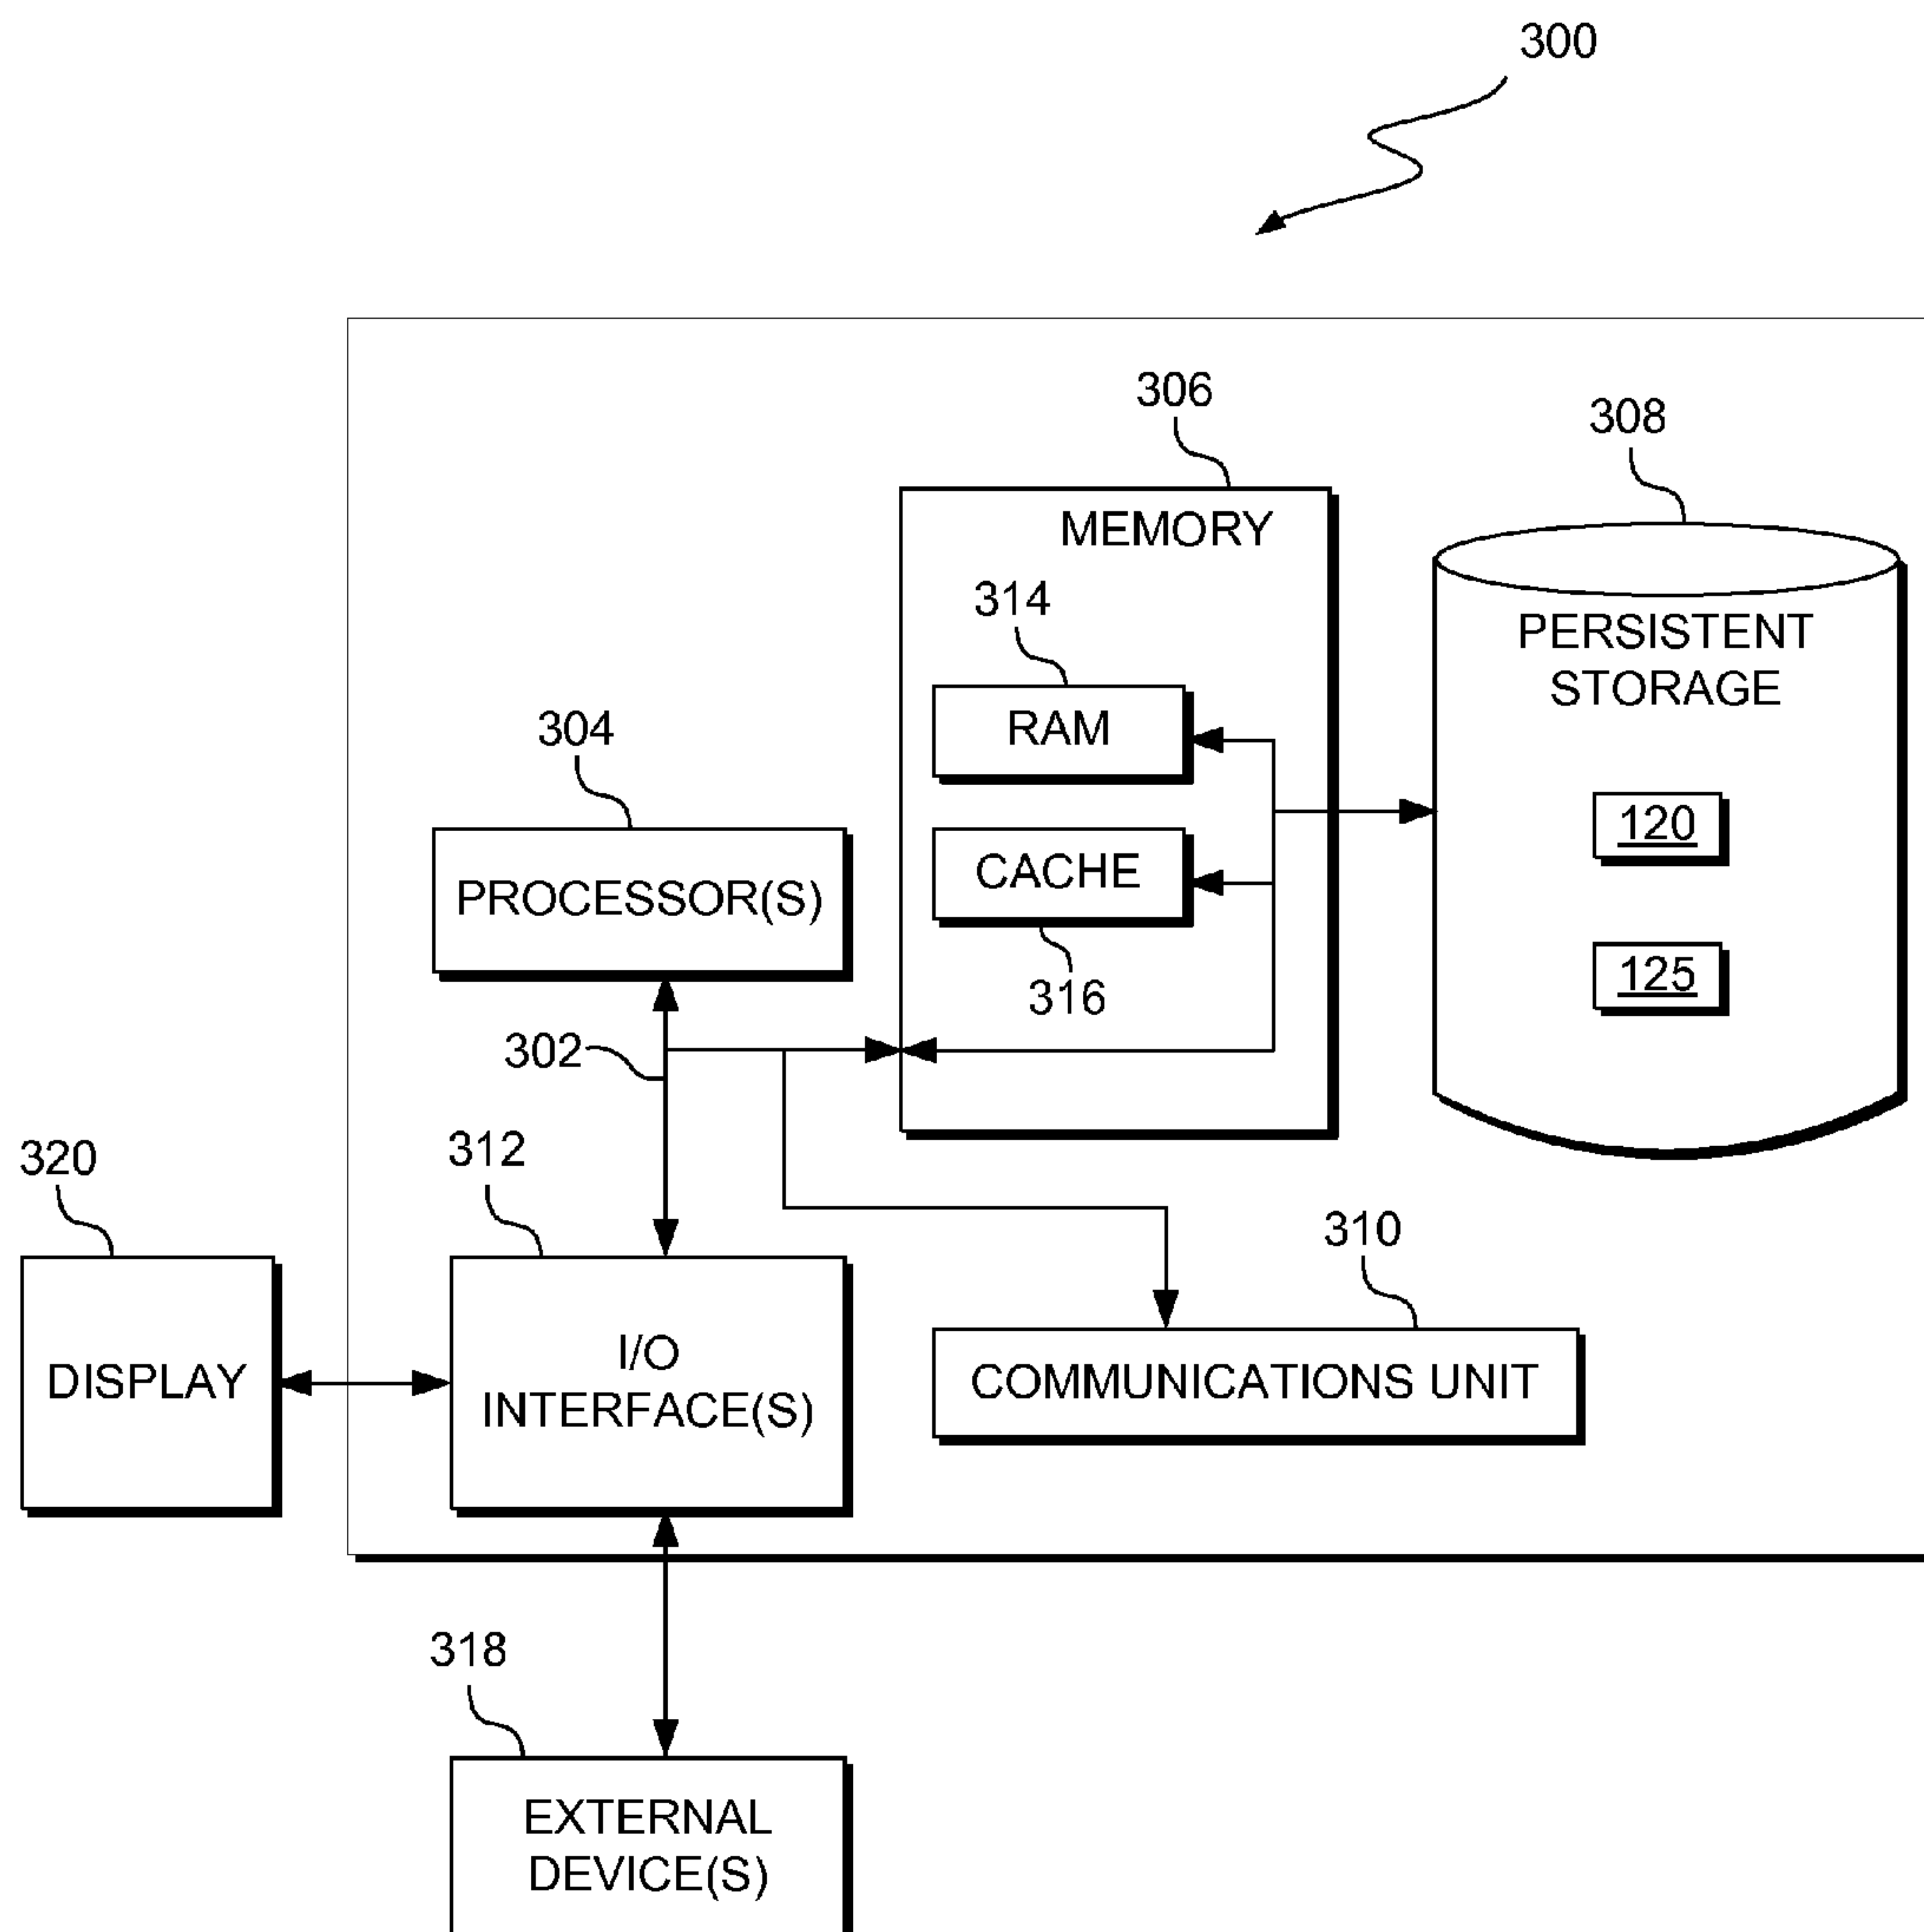 300
306
308
MEMORY
314
PERSISTENT
STORAGE
RAM
304
120
CACHE
PROCESSOR(S)
125
316
302
312
320
310
I/O
INTERFACE(S)
DISPLAY
COMMUNICATIONS UNIT
318
EXTERNAL
DEVICE(S)